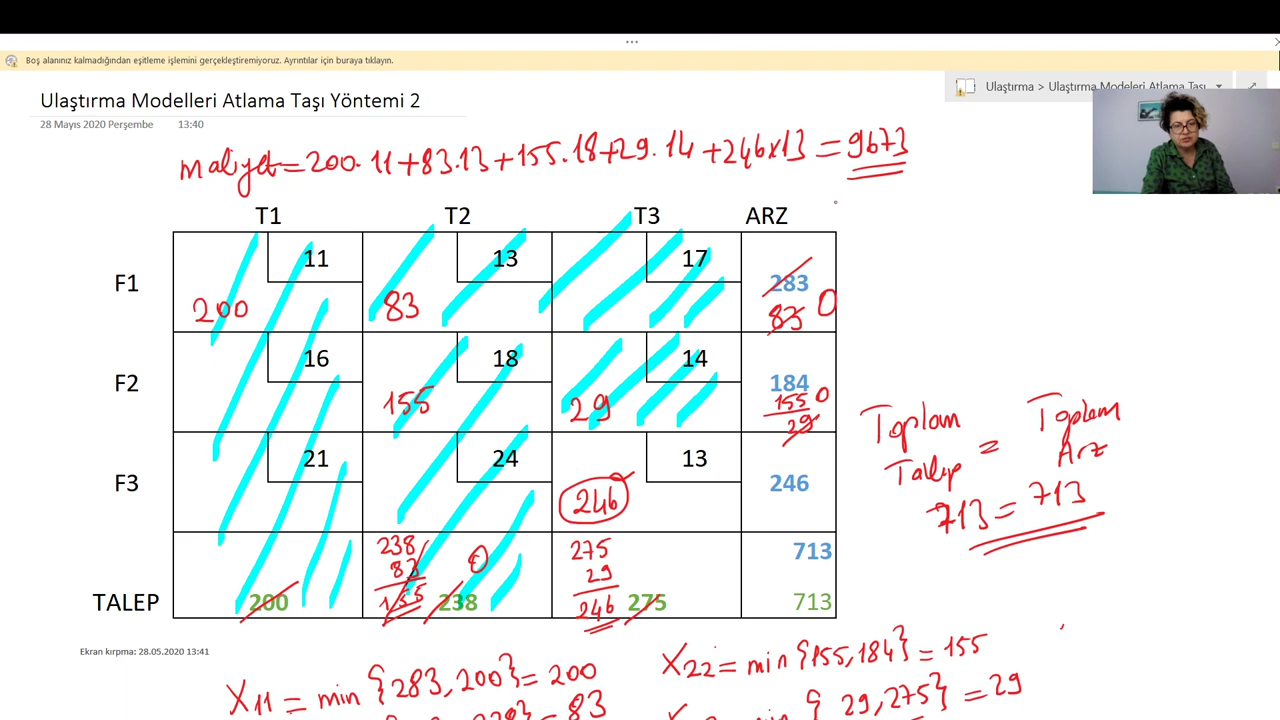 Boş alanınız kalmadığından eşitleme işlemini gerçekleştiremiyoruz. Ayrıntılar için buraya tıklayın.
Ulaştırma > Ulaştırma Modeleri Atlama Taşı
Ulaştırma Modelleri Atlama Taşı Yöntemi 2
28 Mayıs 2020 Perşembe 13:40
maliyet=200.11+83.13+155.18+29.14+246x13=9673
T1 T2 T3 ARZ
11 13 17 283
F1
200 83 83 0
16 18 14 184
F2
155 29 155 0
29
21 24 13
F3 246
246
238 275 713
83 0 29
155 246
TALEP 200 238 275 713
Toplam Talep = Toplam Arz
713=713
Ekran kırpma: 28.05.2020 13:41
X11 = min {283,200}=200
X22= min {155,184}=155
=83
min { 29,275} =29